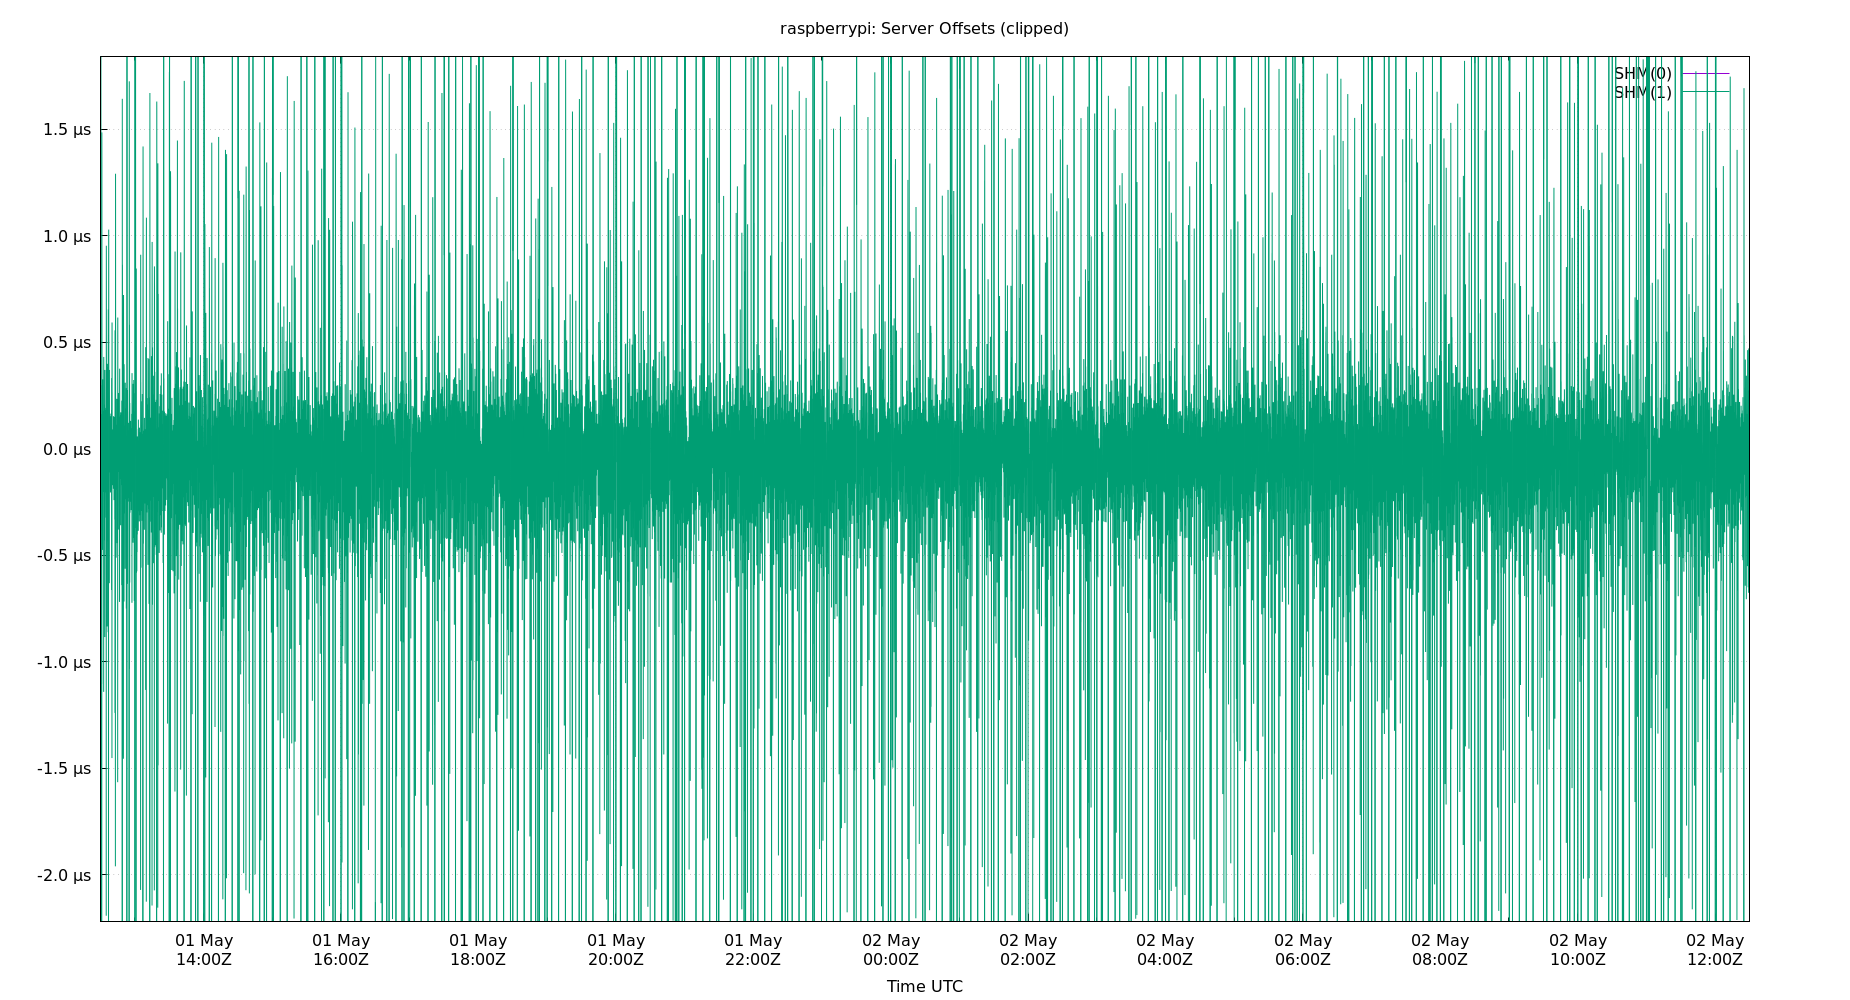 raspberrypi: Server Offsets (clipped)
SHM(0)
SHM(1)
1.5 µs
1.0 µs
0.5 µs
0.0 µs
-0.5 µs
-1.0 µs
-1.5 µs
-2.0 µs
01 May 01 May 01 May 01 May 01 May 02 May 02 May 02 May 02 May 02 May 02 May 02 May
14:00Z 16:00Z 18:00Z 20:00Z 22:00Z 00:00Z 02:00Z 04:00Z 06:00Z 08:00Z 10:00Z 12:00Z
Time UTC